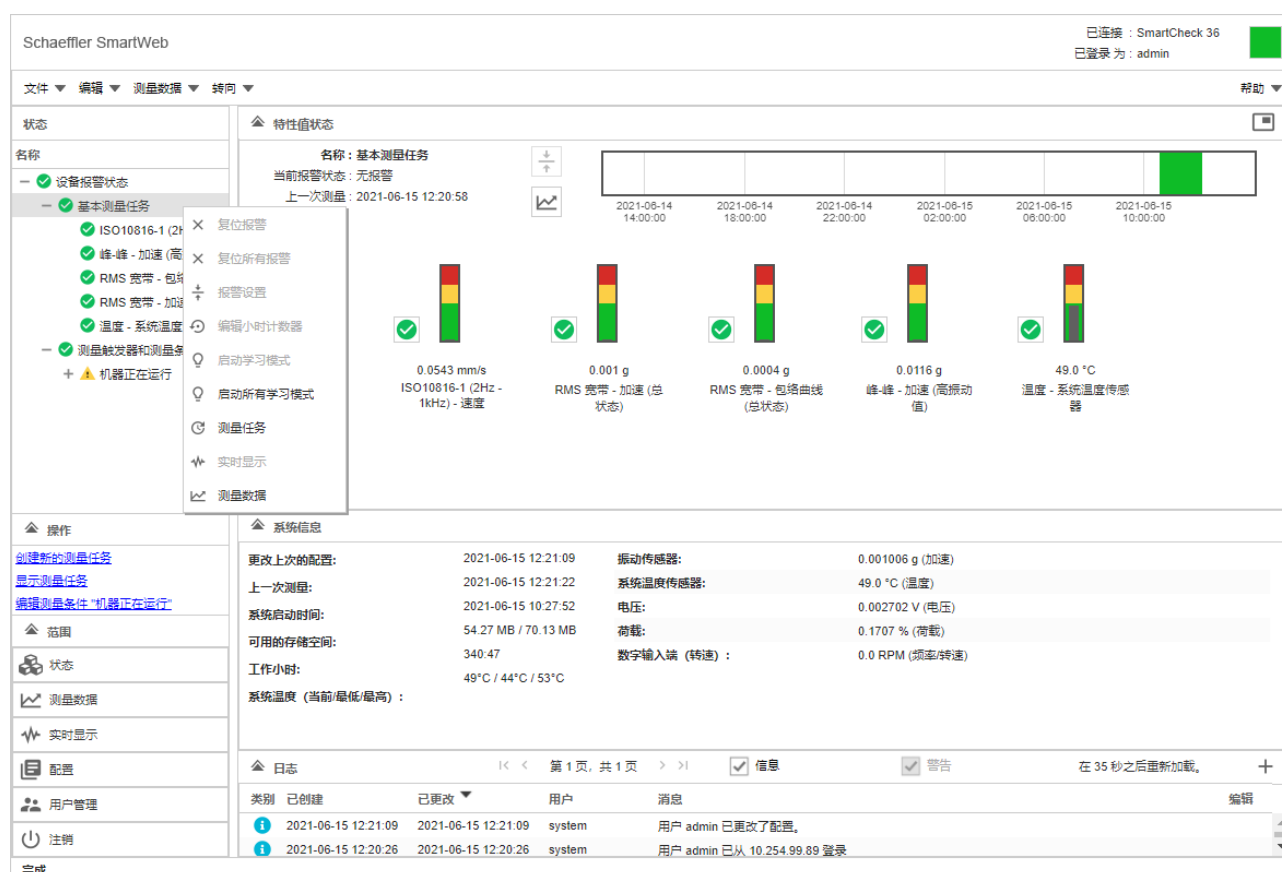 Schaeffler SmartWeb
已连接 : SmartCheck 36
已登录 为 : admin
文件 编辑 测量数据 转向 帮助
状态
名称
设备报警状态
基本测量任务
ISO10816-1 (2H
峰-峰 - 加速 (高
RMS 宽带 - 包络
RMS 宽带 - 加速
温度 - 系统温度
测量触发器和测量条
机器正在运行
复位报警
复位所有报警
报警设置
编辑小时计数器
启动学习模式
启动所有学习模式
测量任务
实时显示
测量数据
特性值状态
名称 : 基本测量任务
当前报警状态 : 无报警
上一次测量 : 2021-06-15 12:20:58
2021-06-14 2021-06-14 2021-06-14 2021-06-15 2021-06-15 2021-06-15
14:00:00 18:00:00 22:00:00 02:00:00 06:00:00 10:00:00
0.0543 mm/s
ISO10816-1 (2Hz -
1kHz) - 速度
0.001 g
RMS 宽带 - 加速 (总
状态)
0.0004 g
RMS 宽带 - 包络曲线
(总状态)
0.0116 g
峰-峰 - 加速 (高振动
值)
49.0 °C
温度 - 系统温度传感
器
操作
创建新的测量任务
显示测量任务
编辑测量条件 "机器正在运行"
范围
状态
测量数据
实时显示
配置
用户管理
注销
系统信息
更改上次的配置: 2021-06-15 12:21:09
上一次测量: 2021-06-15 12:21:22
系统启动时间: 2021-06-15 10:27:52
可用的存储空间: 54.27 MB / 70.13 MB
工作小时: 340:47
系统温度（当前/最低/最高）: 49°C / 44°C / 53°C
振动传感器: 0.001006 g (加速)
系统温度传感器: 49.0 °C (温度)
电压: 0.002702 V (电压)
荷载: 0.1707 % (荷载)
数字输入端（转速）: 0.0 RPM (频率/转速)
日志 第 1 页, 共 1 页 信息 警告 在 35 秒之后重新加载。
类别 已创建 已更改 用户 消息 编辑
2021-06-15 12:21:09 2021-06-15 12:21:09 system 用户 admin 已更改了配置。
2021-06-15 12:20:26 2021-06-15 12:20:26 system 用户 admin 已从 10.254.99.89 登录
完成